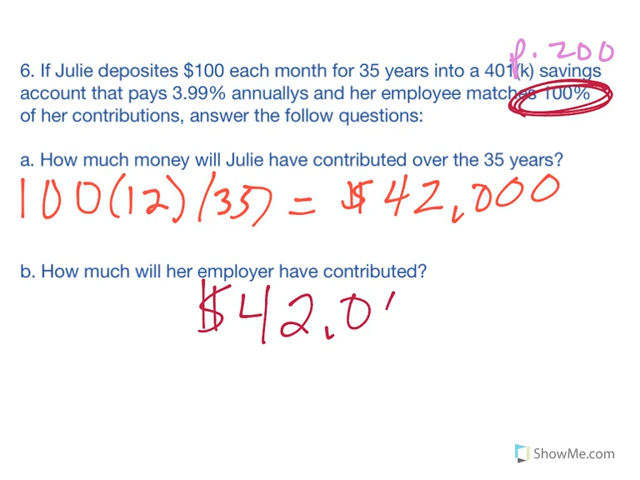 p. 200
6. If Julie deposites $100 each month for 35 years into a 401(k) savings
account that pays 3.99% annuallys and her employee matches 100%
of her contributions, answer the follow questions:
a. How much money will Julie have contributed over the 35 years?
100(12)(35) = $42,000
b. How much will her employer have contributed?
$42,0
ShowMe.com